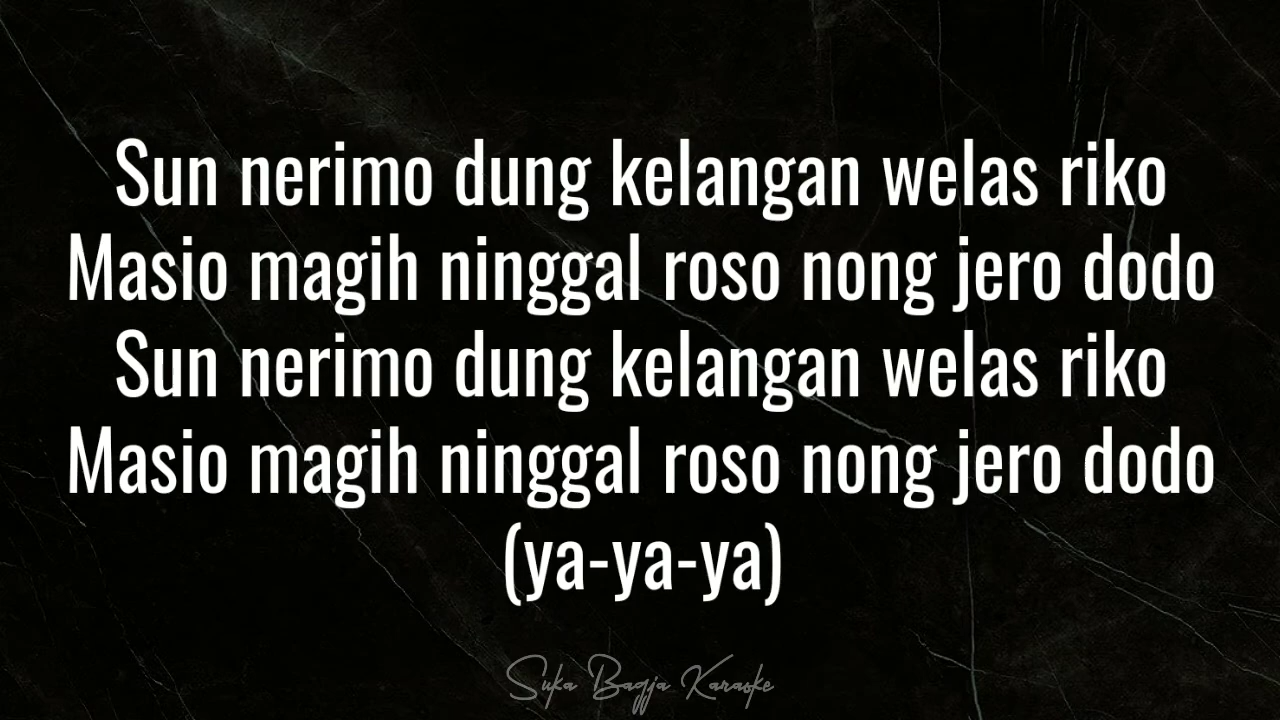 Sun nerimo dung kelangan welas riko
Masio magih ninggal roso nong jero dodo
Sun nerimo dung kelangan welas riko
Masio magih ninggal roso nong jero dodo
(ya-ya-ya)
Suka Bagja Karaoke